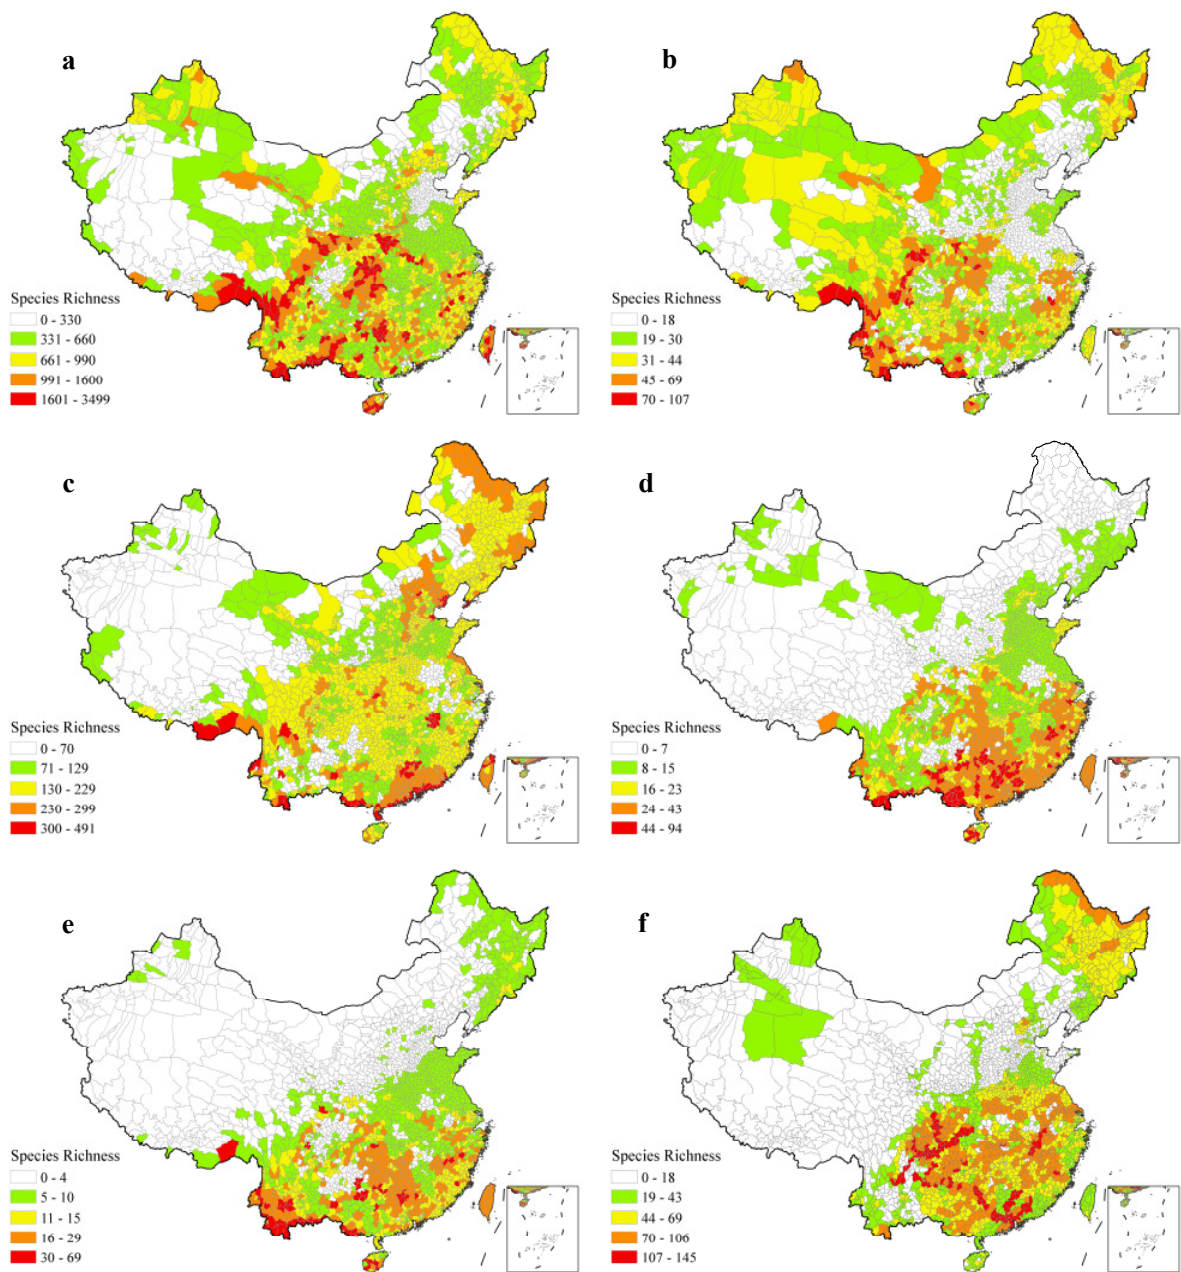 a
Species Richness
0 - 330
331 - 660
661 - 990
991 - 1600
1601 - 3499
b
Species Richness
0 - 18
19 - 30
31 - 44
45 - 69
70 - 107
c
Species Richness
0 - 70
71 - 129
130 - 229
230 - 299
300 - 491
d
Species Richness
0 - 7
8 - 15
16 - 23
24 - 43
44 - 94
e
Species Richness
0 - 4
5 - 10
11 - 15
16 - 29
30 - 69
f
Species Richness
0 - 18
19 - 43
44 - 69
70 - 106
107 - 145